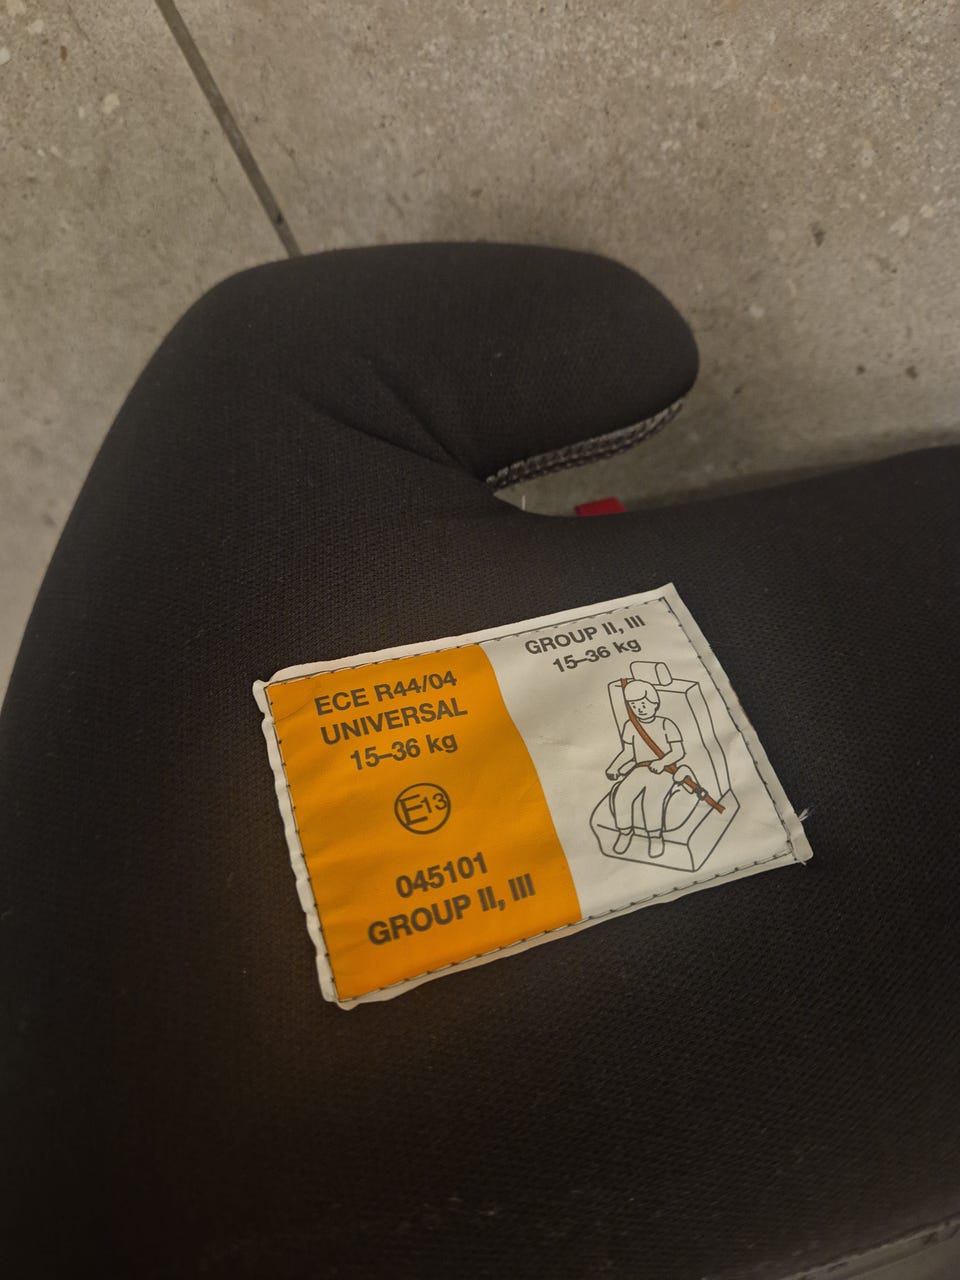 ECE R44/04
UNIVERSAL
15–36 kg
E13
045101
GROUP II, III
GROUP II, III
15–36 kg